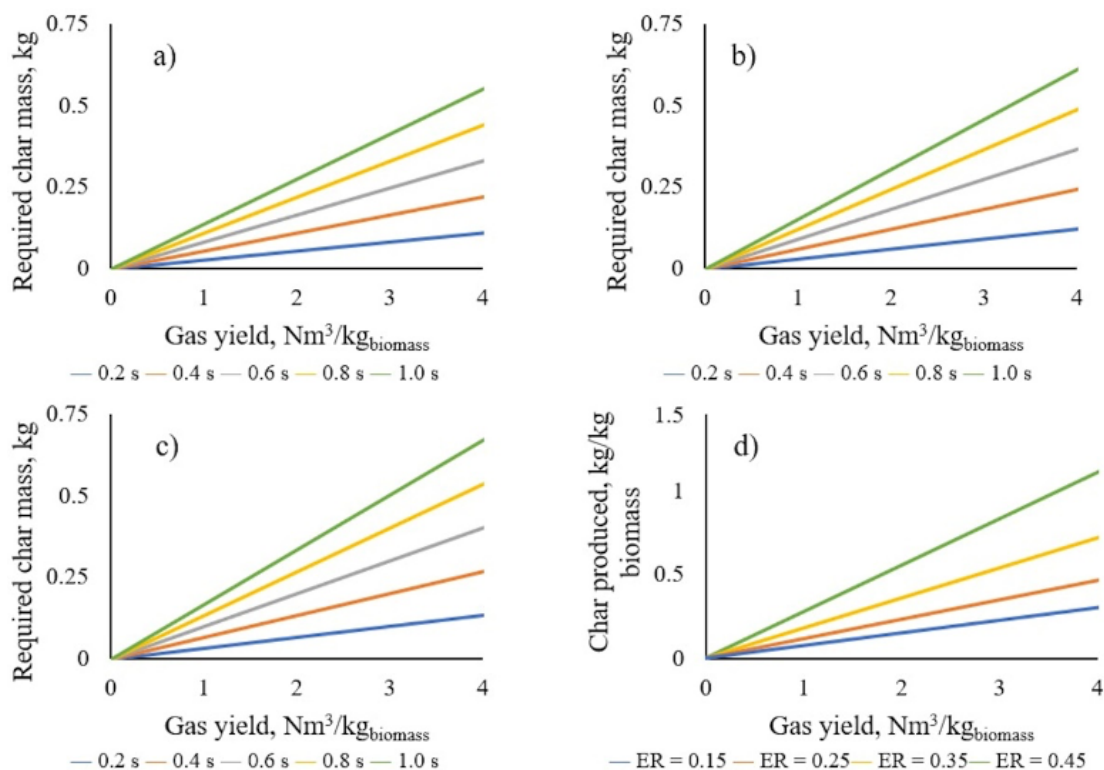 a)
Required char mass, kg
0.75
0.5
0.25
0
0 1 2 3 4
Gas yield, Nm³/kg_biomass
0.2 s 0.4 s 0.6 s 0.8 s 1.0 s
b)
Required char mass, kg
0.75
0.5
0.25
0
0 1 2 3 4
Gas yield, Nm³/kg_biomass
0.2 s 0.4 s 0.6 s 0.8 s 1.0 s
c)
Required char mass, kg
0.75
0.5
0.25
0
0 1 2 3 4
Gas yield, Nm³/kg_biomass
0.2 s 0.4 s 0.6 s 0.8 s 1.0 s
d)
Char produced, kg/kg
biomass
1.5
1
0.5
0
0 1 2 3 4
Gas yield, Nm³/kg_biomass
ER = 0.15 ER = 0.25 ER = 0.35 ER = 0.45